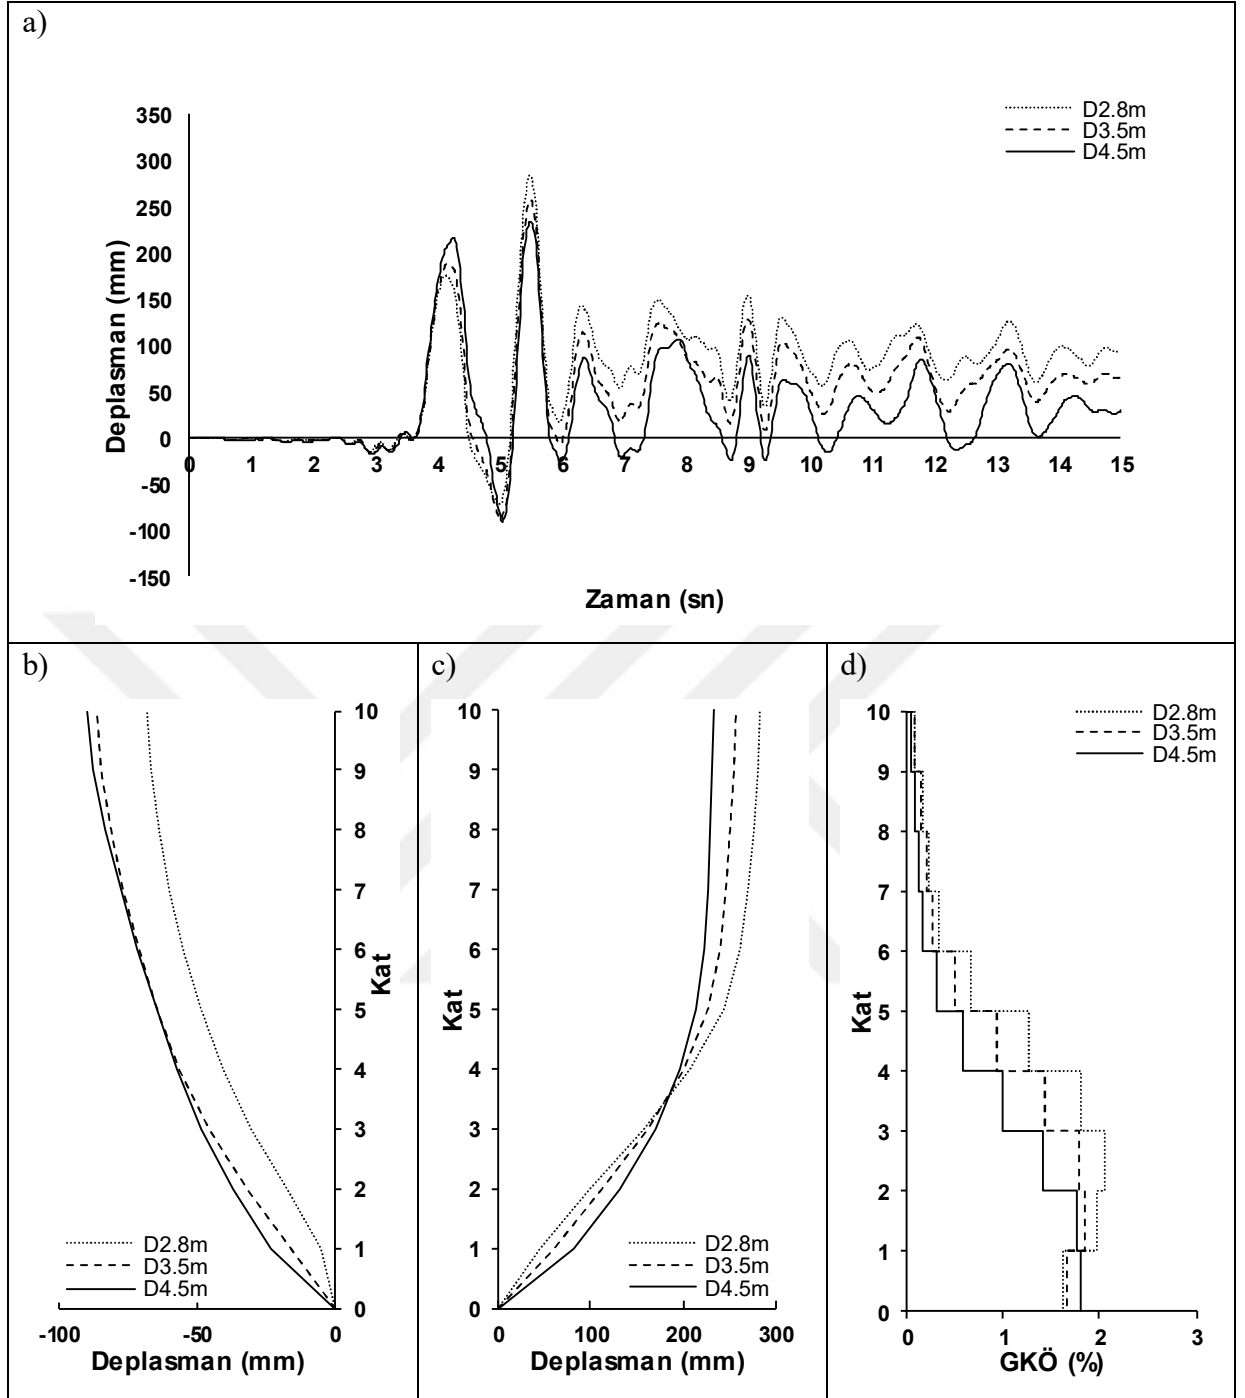 a)
D2.8m
D3.5m
D4.5m
350
300
250
200
150
100
50
0
-50
-100
-150
Deplasman (mm)
0 1 2 3 4 5 6 7 8 9 10 11 12 13 14 15
Zaman (sn)
b)
10
9
8
7
6
5
4
3
2
1
0
Kat
D2.8m
D3.5m
D4.5m
-100 -50 0
Deplasman (mm)
c)
10
9
8
7
6
5
4
3
2
1
0
Kat
D2.8m
D3.5m
D4.5m
0 100 200 300
Deplasman (mm)
d)
D2.8m
D3.5m
D4.5m
10
9
8
7
6
5
4
3
2
1
0
Kat
0 1 2 3
GKÖ (%)